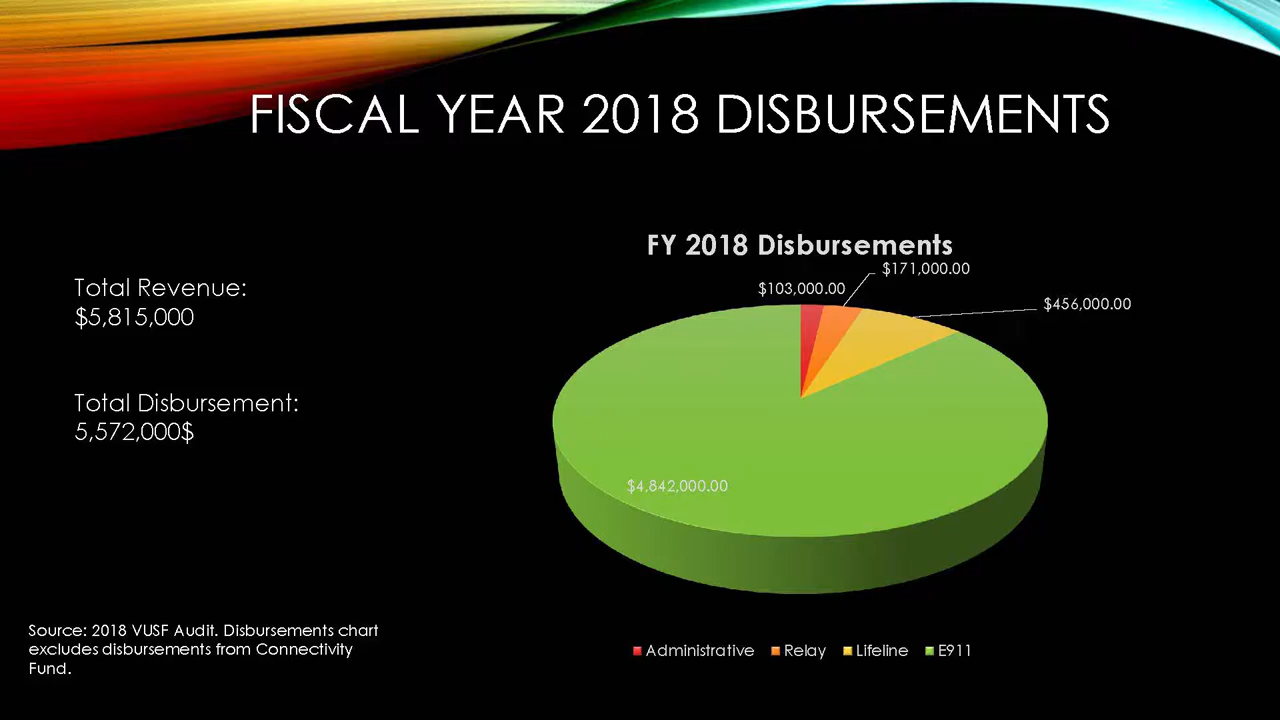 FISCAL YEAR 2018 DISBURSEMENTS
Total Revenue:
$5,815,000
Total Disbursement:
5,572,000$
Source: 2018 VUSF Audit. Disbursements chart
excludes disbursements from Connectivity
Fund.
FY 2018 Disbursements
$171,000.00
$103,000.00
$456,000.00
$4,842,000.00
Administrative Relay Lifeline E911